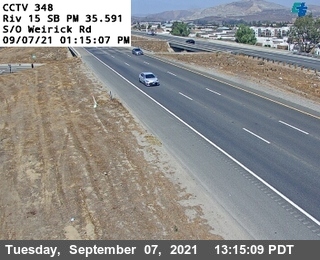 CCTV 348
Riv 15 SB PM 35.591
S/O Weirick Rd
09/07/21 01:15:07 PM
Tuesday, September 07, 2021 13:15:09 PDT